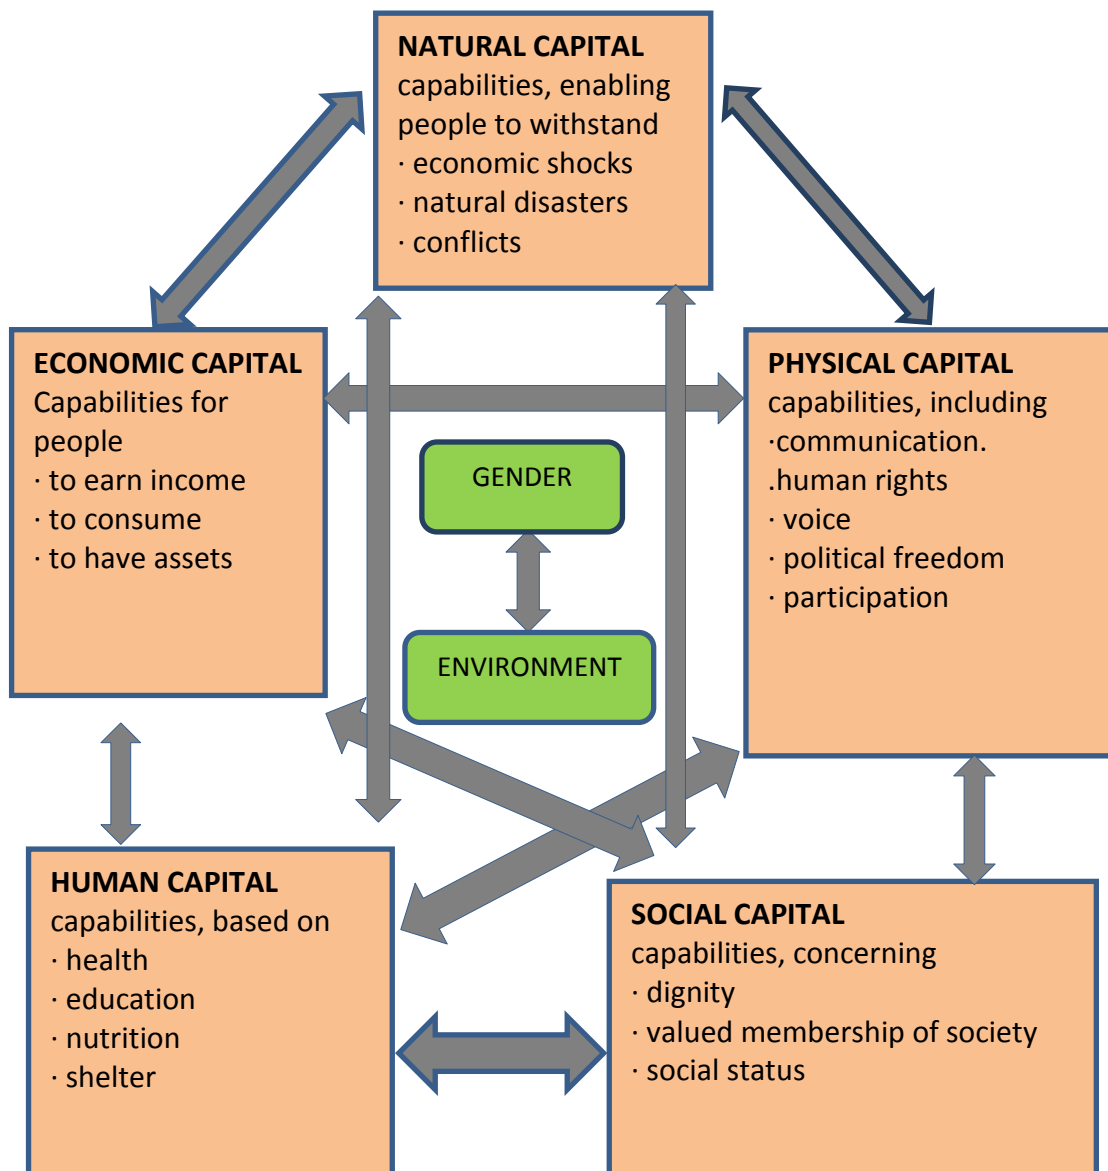 NATURAL CAPITAL
capabilities, enabling
people to withstand
· economic shocks
· natural disasters
· conflicts
ECONOMIC CAPITAL
Capabilities for
people
· to earn income
· to consume
· to have assets
PHYSICAL CAPITAL
capabilities, including
·communication.
.human rights
· voice
· political freedom
· participation
GENDER
ENVIRONMENT
HUMAN CAPITAL
capabilities, based on
· health
· education
· nutrition
· shelter
SOCIAL CAPITAL
capabilities, concerning
· dignity
· valued membership of society
· social status